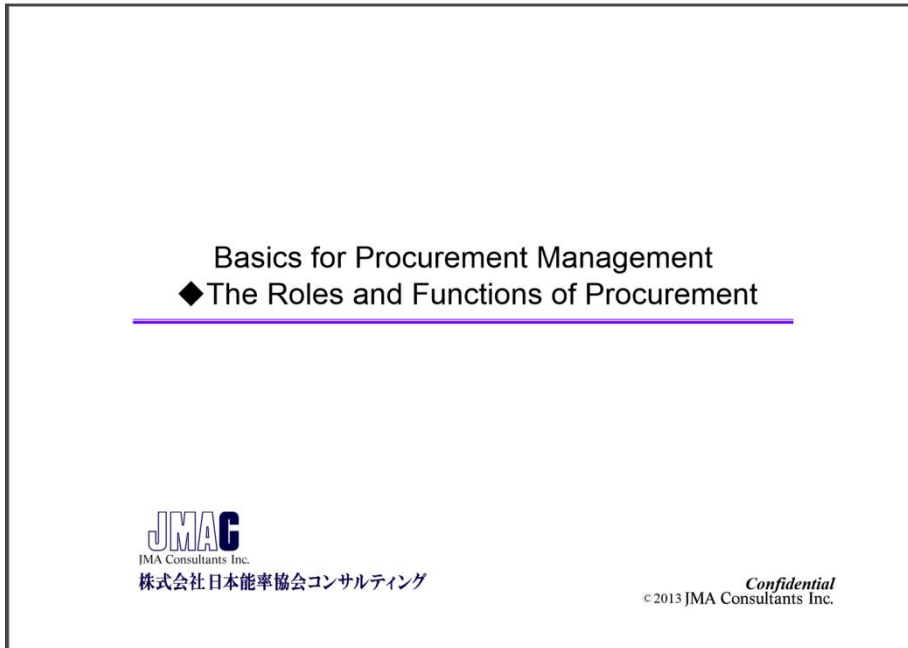 Basics for Procurement Management
◆The Roles and Functions of Procurement
JMAC
JMA Consultants Inc.
株式会社日本能率協会コンサルティング
Confidential
© 2013 JMA Consultants Inc.